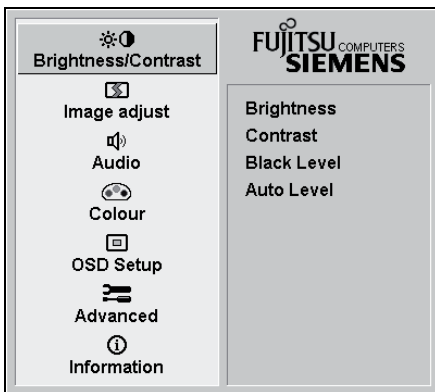 Brightness/Contrast
Image adjust
Audio
Colour
OSD Setup
Advanced
Information
FUJITSU COMPUTERS
SIEMENS
Brightness
Contrast
Black Level
Auto Level